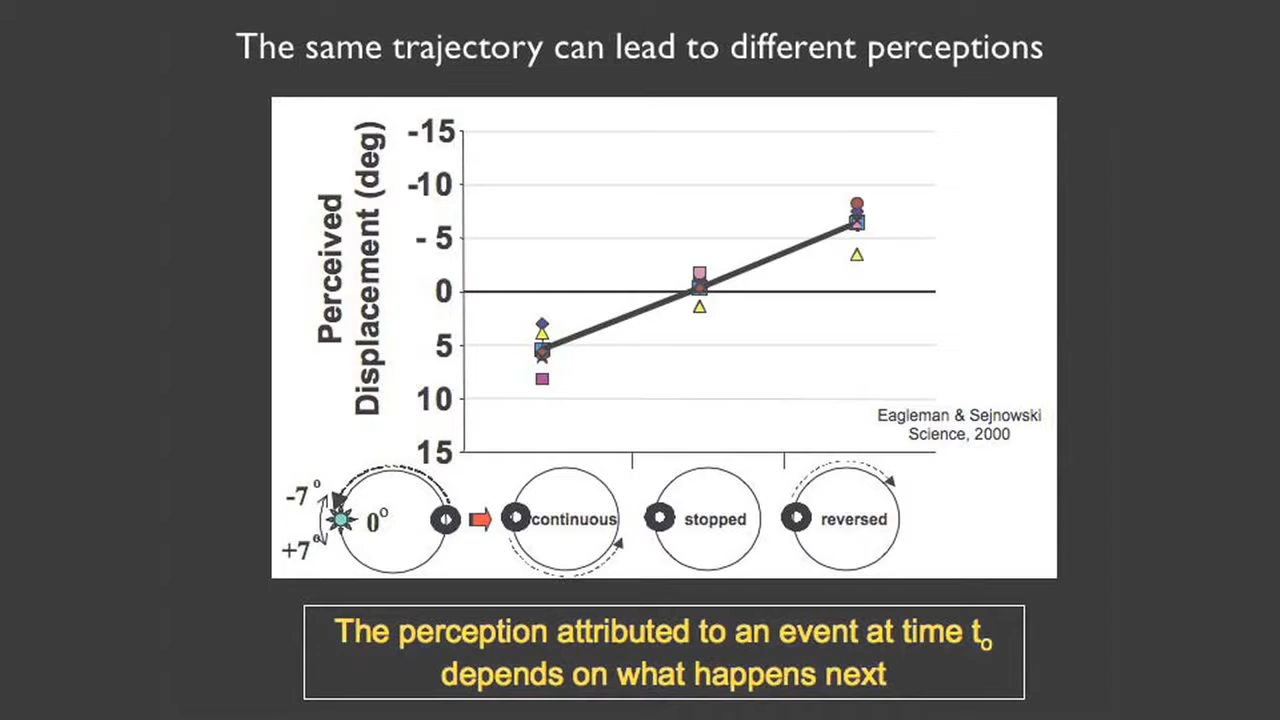 The same trajectory can lead to different perceptions
Perceived
Displacement (deg)
-15
-10
- 5
0
5
10
15
Eagleman & Sejnowski
Science, 2000
-7°
0°
+7°
continuous
stopped
reversed
The perception attributed to an event at time to
depends on what happens next